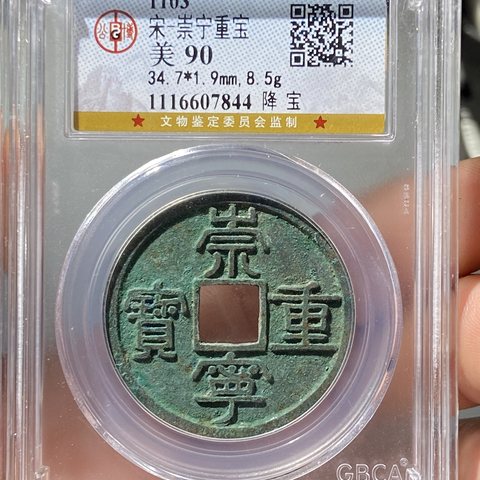 1103
宋·崇宁重宝
美 90
34.7*1.9mm,8.5g
1116607844 降 宝
★ 文物鉴定委员会监制 ★
崇
寶 重
寧
GBCA®